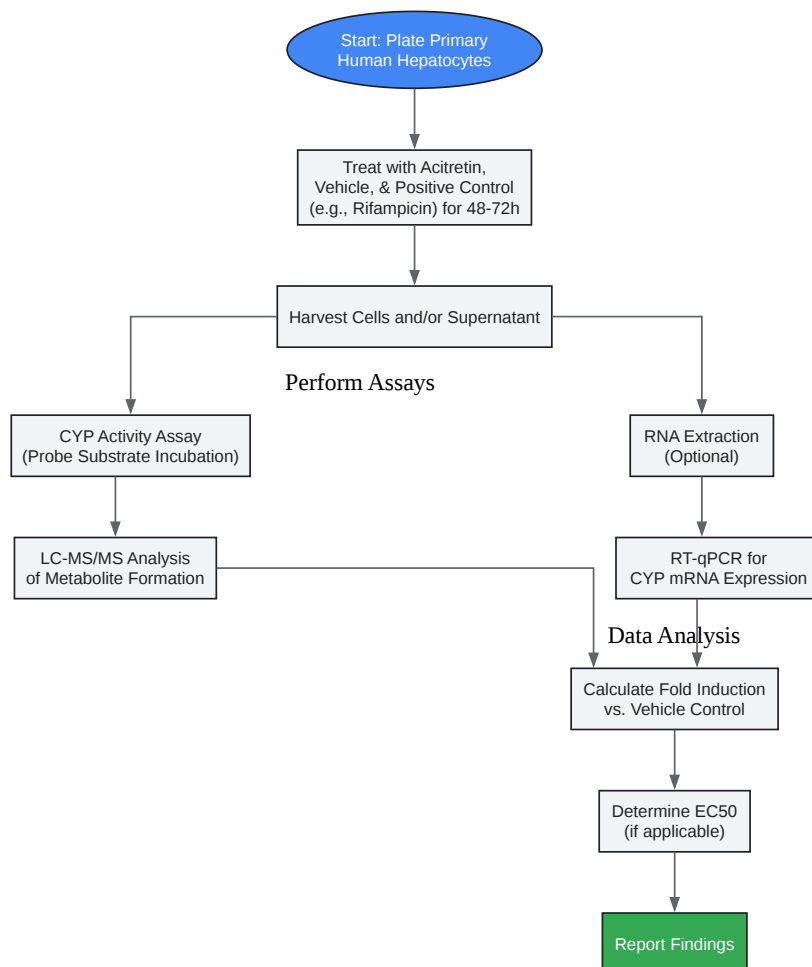 Start: Plate Primary
Human Hepatocytes
Treat with Acitretin,
Vehicle, & Positive Control
(e.g., Rifampicin) for 48-72h
Harvest Cells and/or Supernatant
Perform Assays
CYP Activity Assay
(Probe Substrate Incubation)
RNA Extraction
(Optional)
LC-MS/MS Analysis
of Metabolite Formation
RT-qPCR for
CYP mRNA Expression
Data Analysis
Calculate Fold Induction
vs. Vehicle Control
Determine EC50
(if applicable)
Report Findings